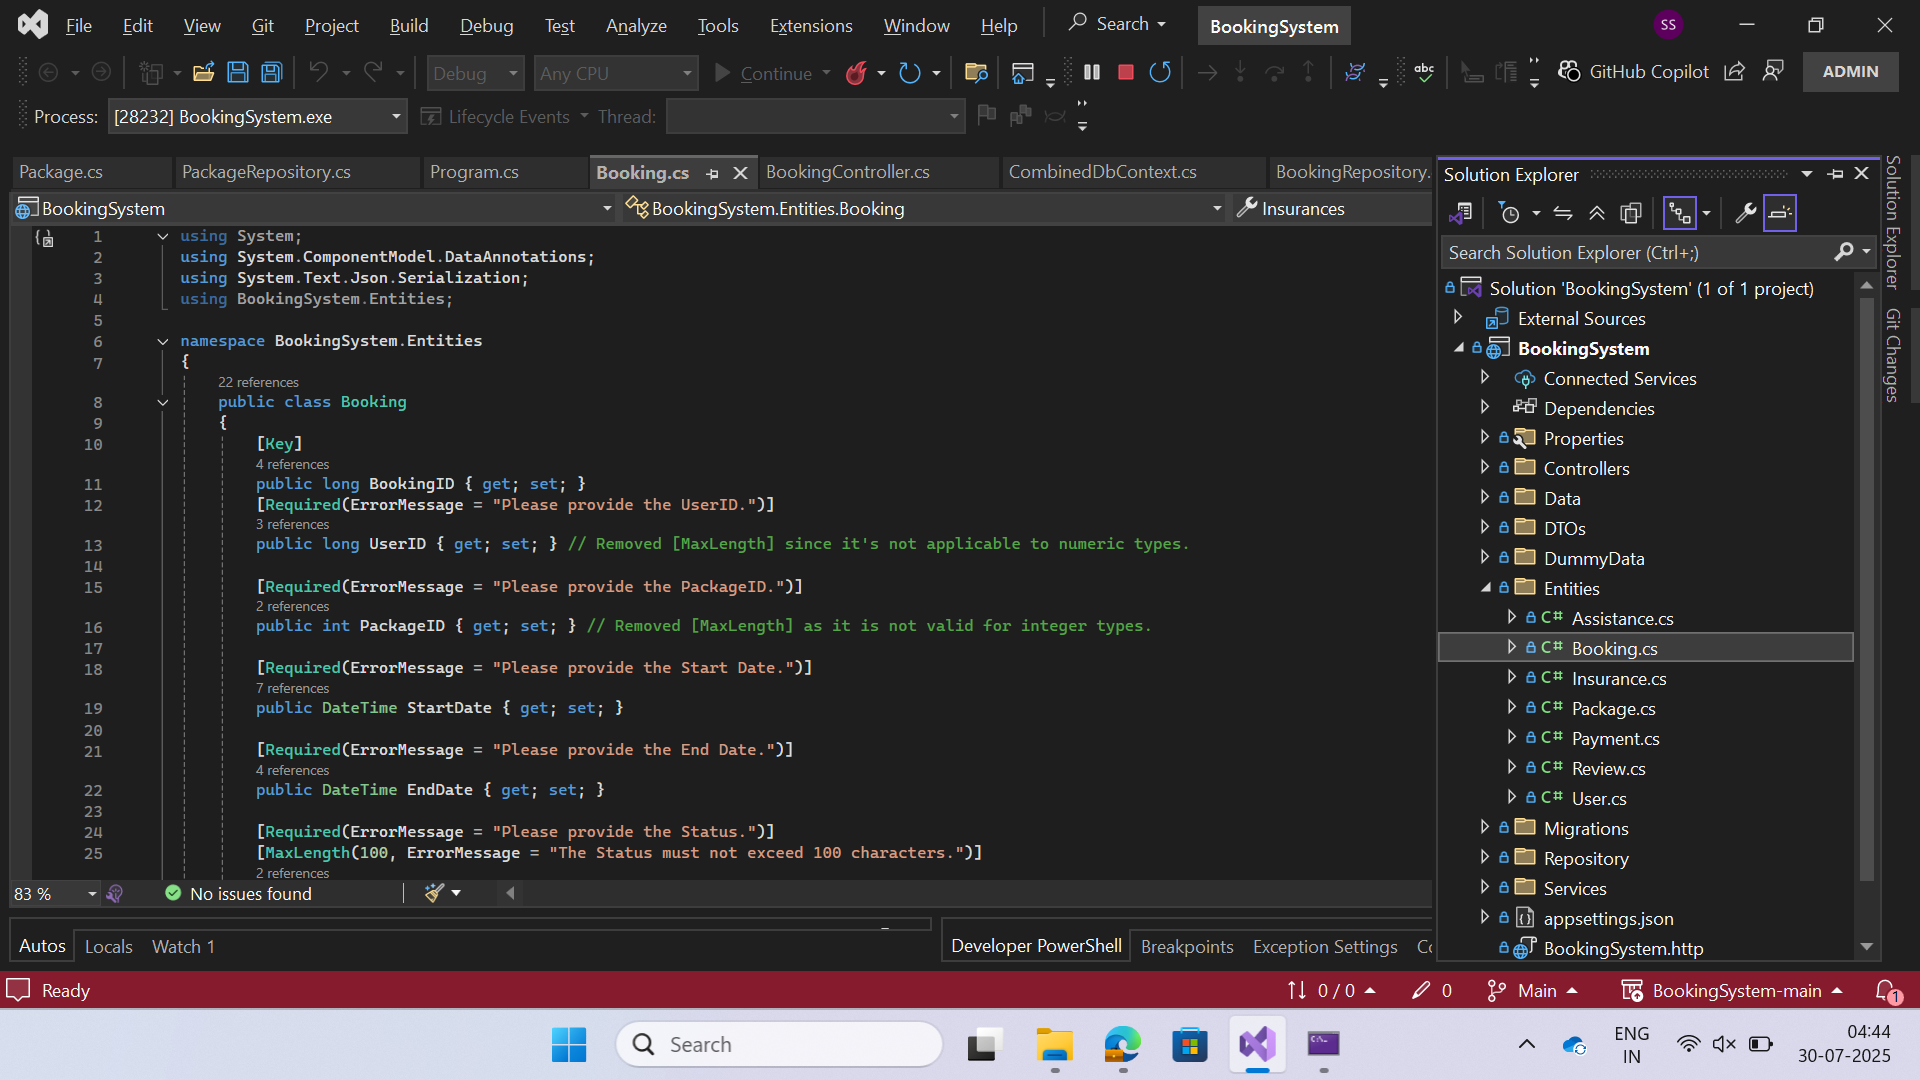 File Edit View Git Project Build Debug Test Analyze Tools Extensions Window Help Search BookingSystem SS
Debug Any CPU Continue abc GitHub Copilot ADMIN
Process: [28232] BookingSystem.exe Lifecycle Events Thread:
Package.cs PackageRepository.cs Program.cs Booking.cs BookingController.cs CombinedDbContext.cs BookingRepository.
BookingSystem BookingSystem.Entities.Booking Insurances
1 using System;
2 using System.ComponentModel.DataAnnotations;
3 using System.Text.Json.Serialization;
4 using BookingSystem.Entities;
5
6 namespace BookingSystem.Entities
7 {
22 references
8 public class Booking
9 {
10 [Key]
4 references
11 public long BookingID { get; set; }
12 [Required(ErrorMessage = "Please provide the UserID.")]
3 references
13 public long UserID { get; set; } // Removed [MaxLength] since it's not applicable to numeric types.
14
15 [Required(ErrorMessage = "Please provide the PackageID.")]
2 references
16 public int PackageID { get; set; } // Removed [MaxLength] as it is not valid for integer types.
17
18 [Required(ErrorMessage = "Please provide the Start Date.")]
7 references
19 public DateTime StartDate { get; set; }
20
21 [Required(ErrorMessage = "Please provide the End Date.")]
4 references
22 public DateTime EndDate { get; set; }
23
24 [Required(ErrorMessage = "Please provide the Status.")]
25 [MaxLength(100, ErrorMessage = "The Status must not exceed 100 characters.")]
2 references
83 % No issues found
Autos Locals Watch 1
Developer PowerShell Breakpoints Exception Settings Co
Solution Explorer
Search Solution Explorer (Ctrl+;)
Solution 'BookingSystem' (1 of 1 project)
External Sources
BookingSystem
Connected Services
Dependencies
Properties
Controllers
Data
DTOs
DummyData
Entities
C# Assistance.cs
C# Booking.cs
C# Insurance.cs
C# Package.cs
C# Payment.cs
C# Review.cs
C# User.cs
Migrations
Repository
Services
appsettings.json
BookingSystem.http
Solution Explorer
Git Changes
Ready 0 / 0 0 Main BookingSystem-main 1
Search
ENG
IN
04:44
30-07-2025